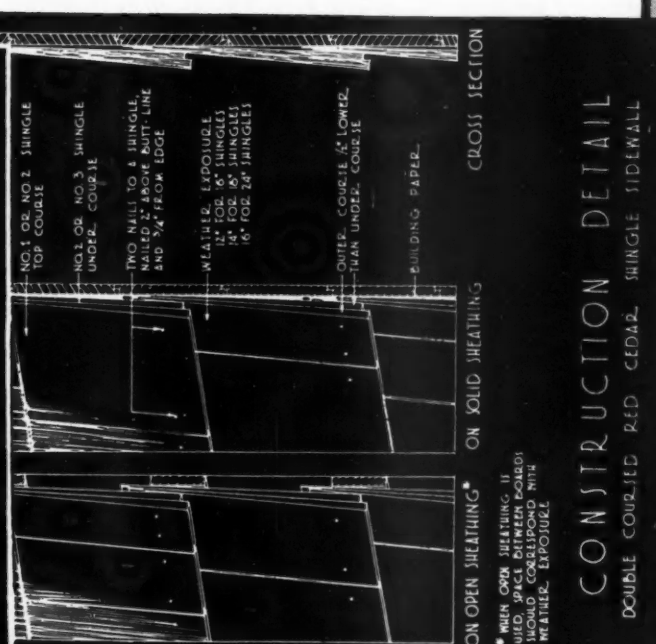 NO. 1 OR NO. 2 SHINGLE
TOP COURSE
NO. 2 OR NO. 3 SHINGLE
UNDER COURSE
TWO NAILS TO A SHINGLE,
NAILED 2" ABOVE BUTT LINE
AND 3/4" FROM EDGE
WEATHER EXPOSURE
12" FOR 16" SHINGLES
14" FOR 18" SHINGLES
16" FOR 24" SHINGLES
OUTER COURSE 1/2" LOWER
THAN UNDER COURSE
BUILDING PAPER
ON OPEN SHEATHING*
ON SOLID SHEATHING
CROSS SECTION
* WHEN OPEN SHEATHING IS
USED, SPACE BETWEEN BOARDS
SHOULD CORRESPOND WITH
WEATHER EXPOSURE
CONSTRUCTION DETAIL
DOUBLE COURSED RED CEDAR SHINGLE SIDEWALL